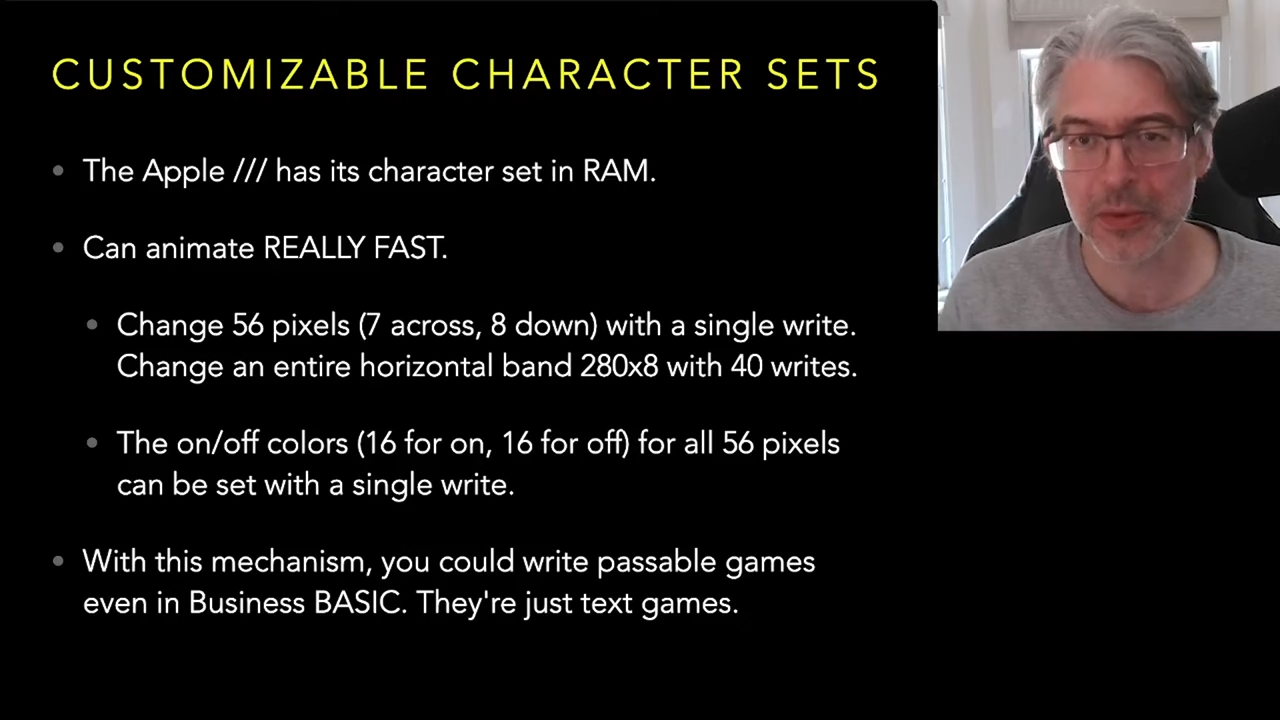 CUSTOMIZABLE CHARACTER SETS
• The Apple /// has its character set in RAM.
• Can animate REALLY FAST.
• Change 56 pixels (7 across, 8 down) with a single write.
Change an entire horizontal band 280x8 with 40 writes.
• The on/off colors (16 for on, 16 for off) for all 56 pixels
can be set with a single write.
• With this mechanism, you could write passable games
even in Business BASIC. They're just text games.